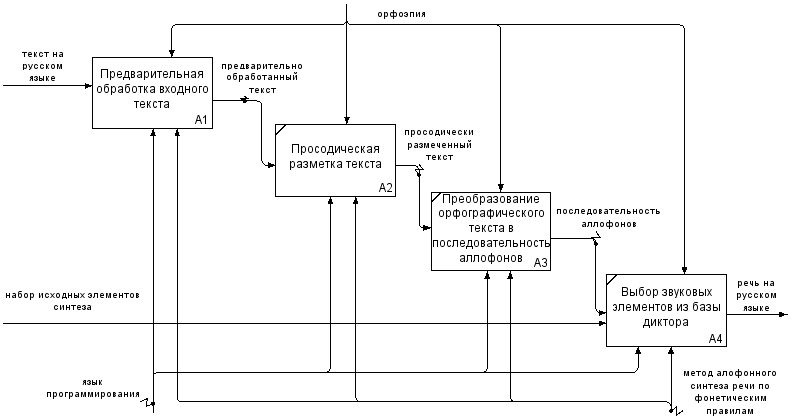 орфоэпия
текст на
русском
языке
Предварительная
обработка входного
текста
A1
предварительно
обработанный
текст
Просодическая
разметка текста
A2
просодически
размеченный
текст
Преобразование
орфографического
текста в
последовательность
аллофонов
A3
последовательность
аллофонов
набор исходных элементов
синтеза
Выбор звуковых
элементов из базы
диктора
A4
речь на
русском
языке
язык
программирования
метод алофонного
синтеза речи по
фонетическим
правилам